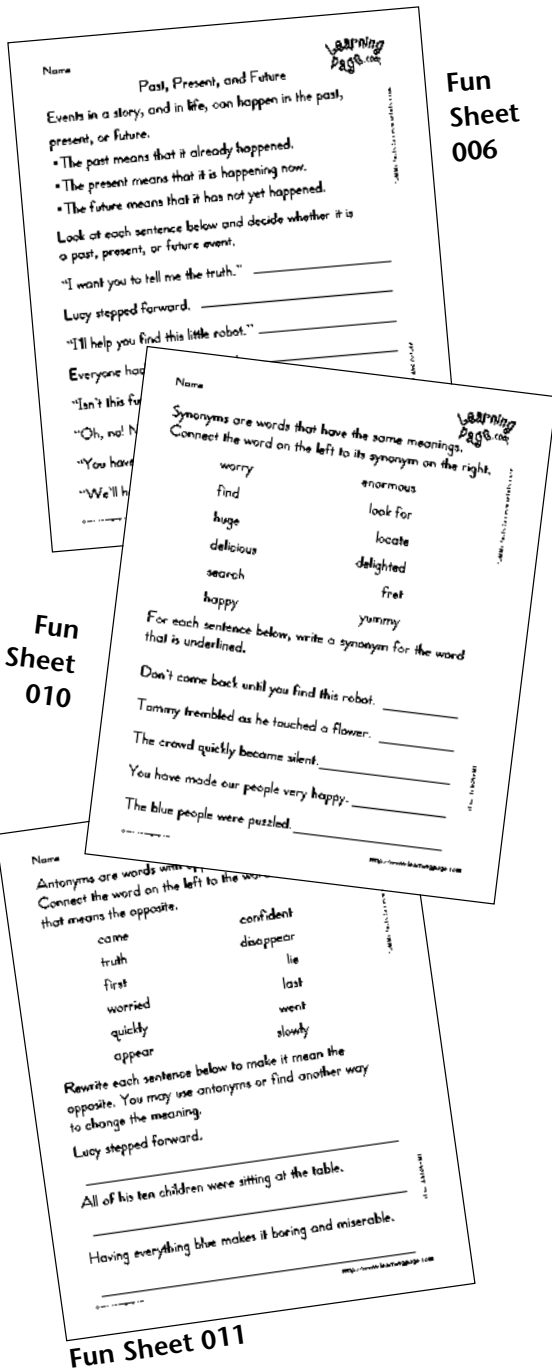 Name
Learning
Page.com
Past, Present, and Future
Events in a story, and in life, can happen in the past,
present, or future.
▪ The past means that it already happened.
▪ The present means that it is happening now.
▪ The future means that it has not yet happened.
Look at each sentence below and decide whether it is
a past, present, or future event.
“I want you to tell me the truth.”
Lucy stepped forward.
“I’ll help you find this little robot.”
Everyone had
“Isn’t this fu
“Oh, no! N
“You have
“We’ll h
Fun
Sheet
006
Name
Learning
Page.com
Synonyms are words that have the same meanings.
Connect the word on the left to its synonym on the right.
worry enormous
find look for
huge locate
delicious delighted
search fret
happy yummy
For each sentence below, write a synonym for the word
that is underlined.
Don’t come back until you find this robot.
Tommy trembled as he touched a flower.
The crowd quickly became silent.
You have made our people very happy.
The blue people were puzzled.
http://www.learningpage.com
Fun
Sheet
010
Name
Antonyms are words with opp
Connect the word on the left to the wor
that means the opposite.
came confident
truth disappear
first lie
worried last
quickly went
appear slowly
Rewrite each sentence below to make it mean the
opposite. You may use antonyms or find another way
to change the meaning.
Lucy stepped forward.
All of his ten children were sitting at the table.
Having everything blue makes it boring and miserable.
http://www.learningpage.com
Fun Sheet 011